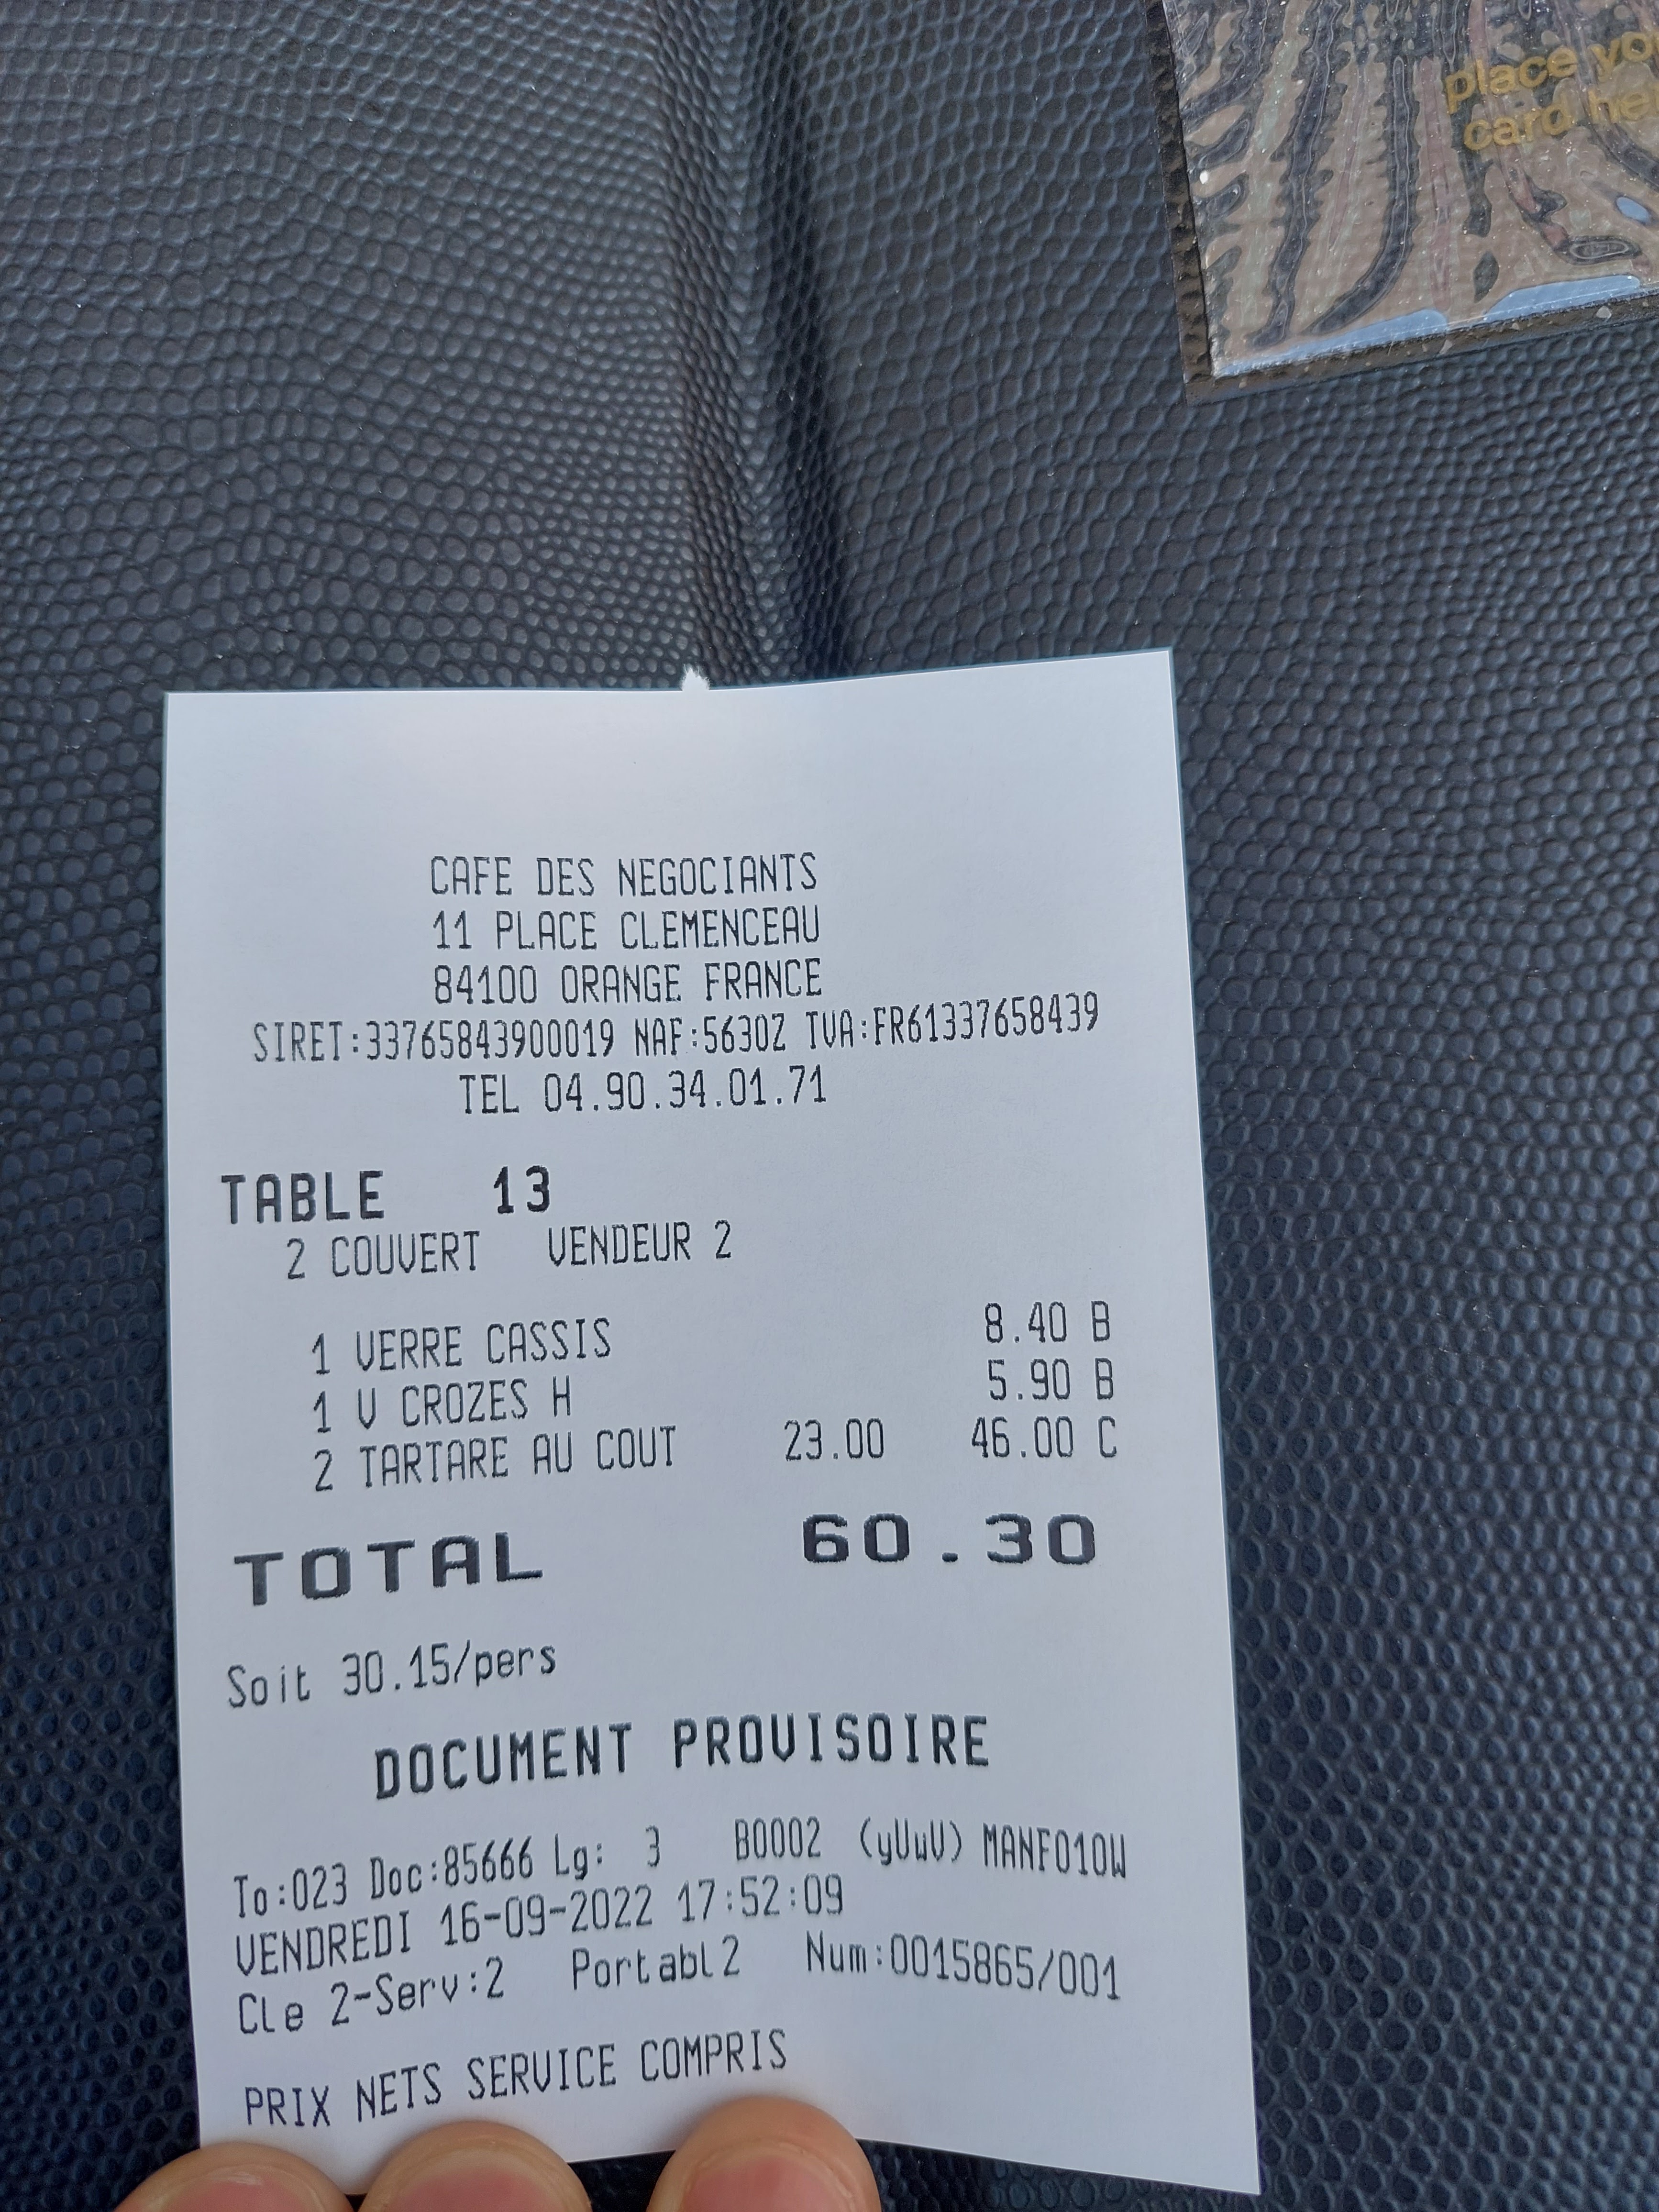 place
card
CAFE DES NEGOCIANTS
11 PLACE CLEMENCEAU
84100 ORANGE FRANCE
SIRET:33765843900019 NAF:5630Z TVA:FR61337658439
TEL 04.90.34.01.71
TABLE 13
2 COUVERT VENDEUR 2
1 VERRE CASSIS 8.40 B
1 V CROZES H 5.90 B
2 TARTARE AU COUT 23.00 46.00 C
TOTAL 60.30
Soit 30.15/pers
DOCUMENT PROVISOIRE
To:023 Doc:85666 Lg: 3 B0002 (yUwU) MANF010W
VENDREDI 16-09-2022 17:52:09
Cle 2-Serv:2 Portabl2 Num:0015865/001
PRIX NETS SERVICE COMPRIS